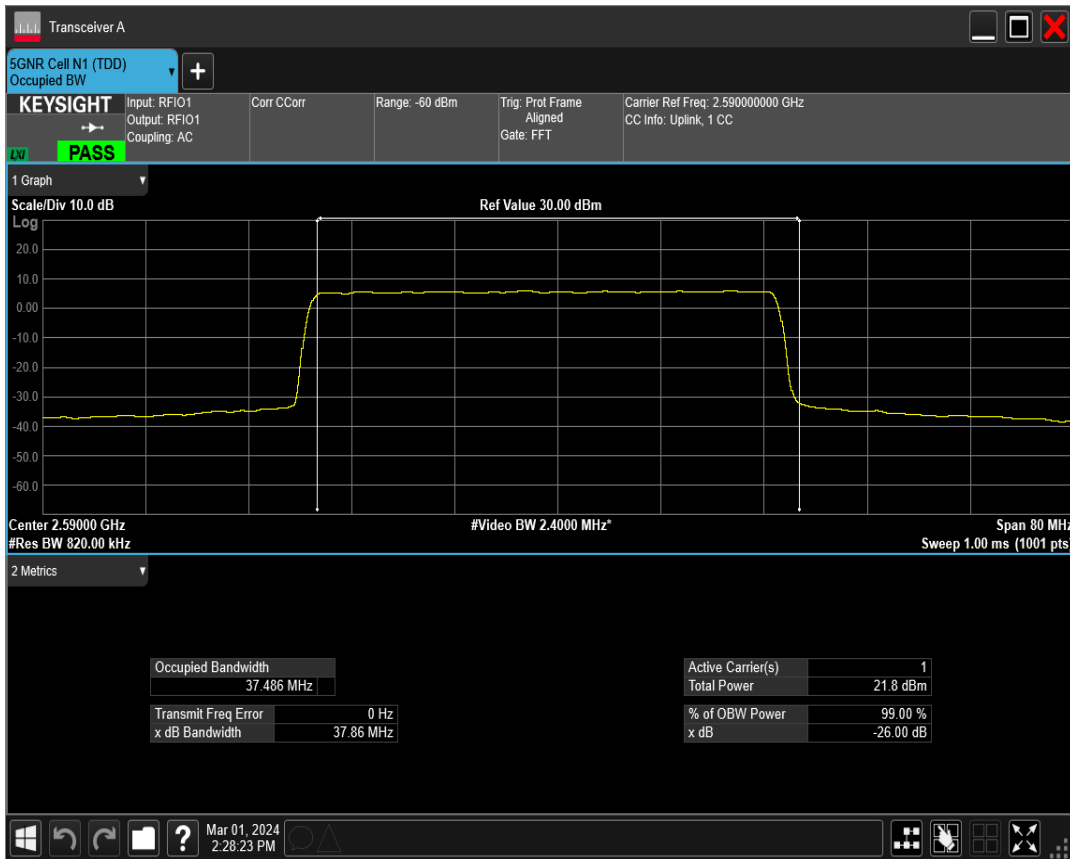 Transceiver A
5GNR Cell N1 (TDD)
Occupied BW
KEYSIGHT
LXI
PASS
Input: RFIO1
Output: RFIO1
Coupling: AC
Corr CCorr
Range: -60 dBm
Trig: Prot Frame
Aligned
Gate: FFT
Carrier Ref Freq: 2.590000000 GHz
CC Info: Uplink, 1 CC
1 Graph
Scale/Div 10.0 dB
Ref Value 30.00 dBm
Log
20.0
10.0
0.00
-10.0
-20.0
-30.0
-40.0
-50.0
-60.0
Center 2.59000 GHz
#Video BW 2.4000 MHz*
Span 80 MHz
#Res BW 820.00 kHz
Sweep 1.00 ms (1001 pts)
2 Metrics
Occupied Bandwidth
37.486 MHz
Transmit Freq Error 0 Hz
x dB Bandwidth 37.86 MHz
Active Carrier(s) 1
Total Power 21.8 dBm
% of OBW Power 99.00 %
x dB -26.00 dB
?
Mar 01, 2024
2:28:23 PM